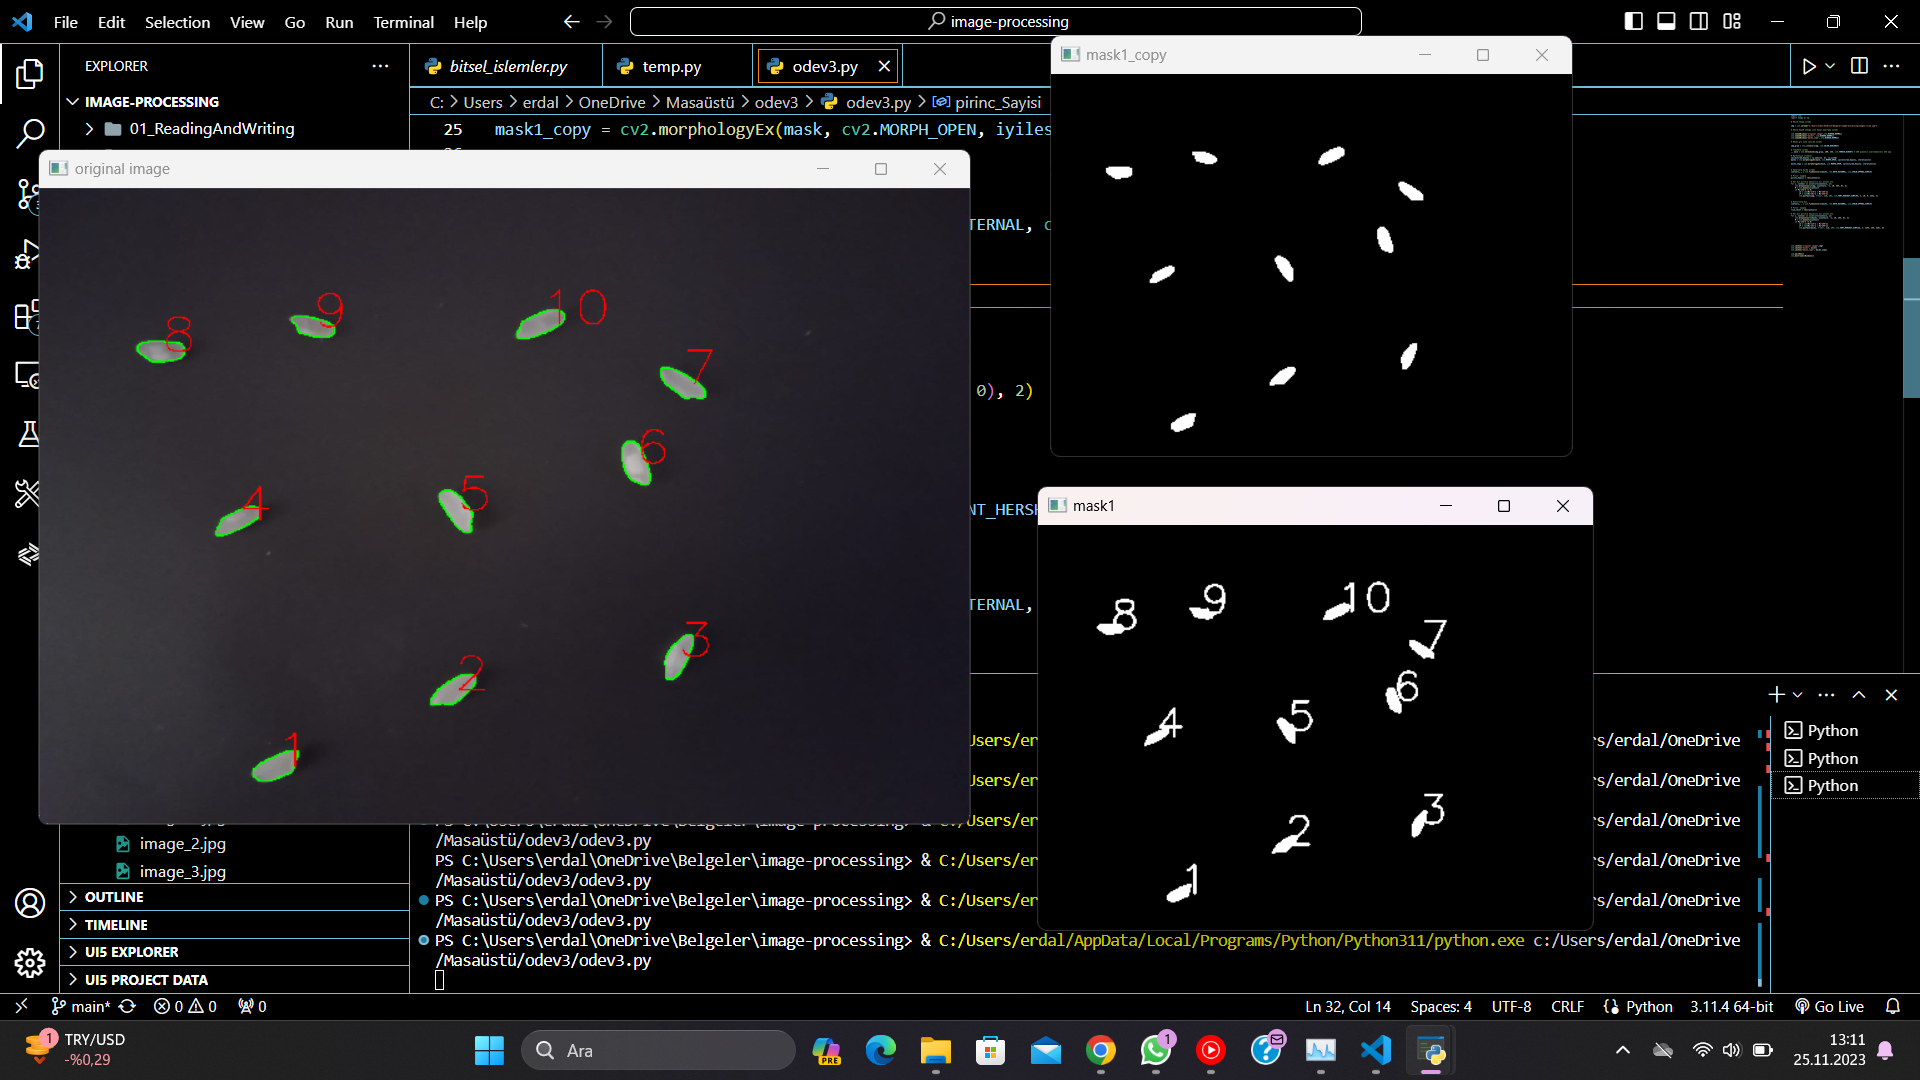 File Edit Selection View Go Run Terminal Help
image-processing
EXPLORER
IMAGE-PROCESSING
01_ReadingAndWriting
bitsel_islemler.py
temp.py
odev3.py
C: > Users > erdal > OneDrive > Masaüstü > odev3 > odev3.py > pirinc_Sayisi
25 mask1_copy = cv2.morphologyEx(mask, cv2.MORPH_OPEN, iyiles
original image
8
9
10
7
6
5
4
3
2
1
TERNAL, c
0), 2)
NT_HERSH
TERNAL,
mask1_copy
mask1
8
9
10
7
6
5
4
3
2
1
Users/er s/erdal/OneDrive
Users/er s/erdal/OneDrive
s/erdal/OneDrive
/Masaüstü/odev3/odev3.py
PS C:\Users\erdal\OneDrive\Belgeler\image-processing> & C:/Users/er s/erdal/OneDrive
/Masaüstü/odev3/odev3.py
PS C:\Users\erdal\OneDrive\Belgeler\image-processing> & C:/Users/er s/erdal/OneDrive
/Masaüstü/odev3/odev3.py
PS C:\Users\erdal\OneDrive\Belgeler\image-processing> & C:/Users/erdal/AppData/Local/Programs/Python/Python311/python.exe c:/Users/erdal/OneDrive
/Masaüstü/odev3/odev3.py
Python
Python
Python
image_2.jpg
image_3.jpg
OUTLINE
TIMELINE
UI5 EXPLORER
UI5 PROJECT DATA
main* 0 0 0
Ln 32, Col 14 Spaces: 4 UTF-8 CRLF Python 3.11.4 64-bit Go Live
1
TRY/USD
-%0,29
Ara
PRE
1
13:11
25.11.2023